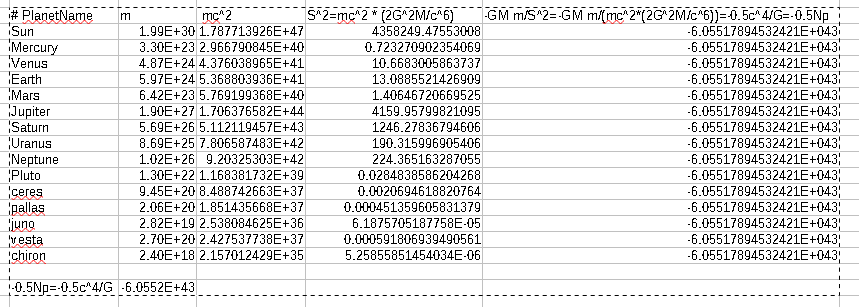 # PlanetName m mc^2 S^2=mc^2 * (2G^2M/c^6) -GM m/S^2=-GM m/(mc^2*(2G^2M/c^6))=-0.5c^4/G=-0.5Np
Sun 1.99E+30 1.787713926E+47 4358249.47553008 -6.05517894532421E+043
Mercury 3.30E+23 2.966790845E+40 0.723270902354069 -6.05517894532421E+043
Venus 4.87E+24 4.376038965E+41 10.6683005863737 -6.05517894532421E+043
Earth 5.97E+24 5.368803936E+41 13.0885521426909 -6.05517894532421E+043
Mars 6.42E+23 5.769199368E+40 1.40646720669525 -6.05517894532421E+043
Jupiter 1.90E+27 1.706376582E+44 4159.95799821095 -6.05517894532421E+043
Saturn 5.69E+26 5.112119457E+43 1246.27836794606 -6.05517894532421E+043
Uranus 8.69E+25 7.806587483E+42 190.315996905406 -6.05517894532421E+043
Neptune 1.02E+26 9.20325303E+42 224.365163287055 -6.05517894532421E+043
Pluto 1.30E+22 1.168381732E+39 0.0284838586204268 -6.05517894532421E+043
ceres 9.45E+20 8.488742663E+37 0.0020694618820764 -6.05517894532421E+043
pallas 2.06E+20 1.851435668E+37 0.000451359605831379 -6.05517894532421E+043
juno 2.82E+19 2.538084625E+36 6.1875705187758E-05 -6.05517894532421E+043
vesta 2.70E+20 2.427537738E+37 0.000591806939490561 -6.05517894532421E+043
chiron 2.40E+18 2.157012429E+35 5.25855851454034E-06 -6.05517894532421E+043
-0.5Np=-0.5c^4/G -6.0552E+43